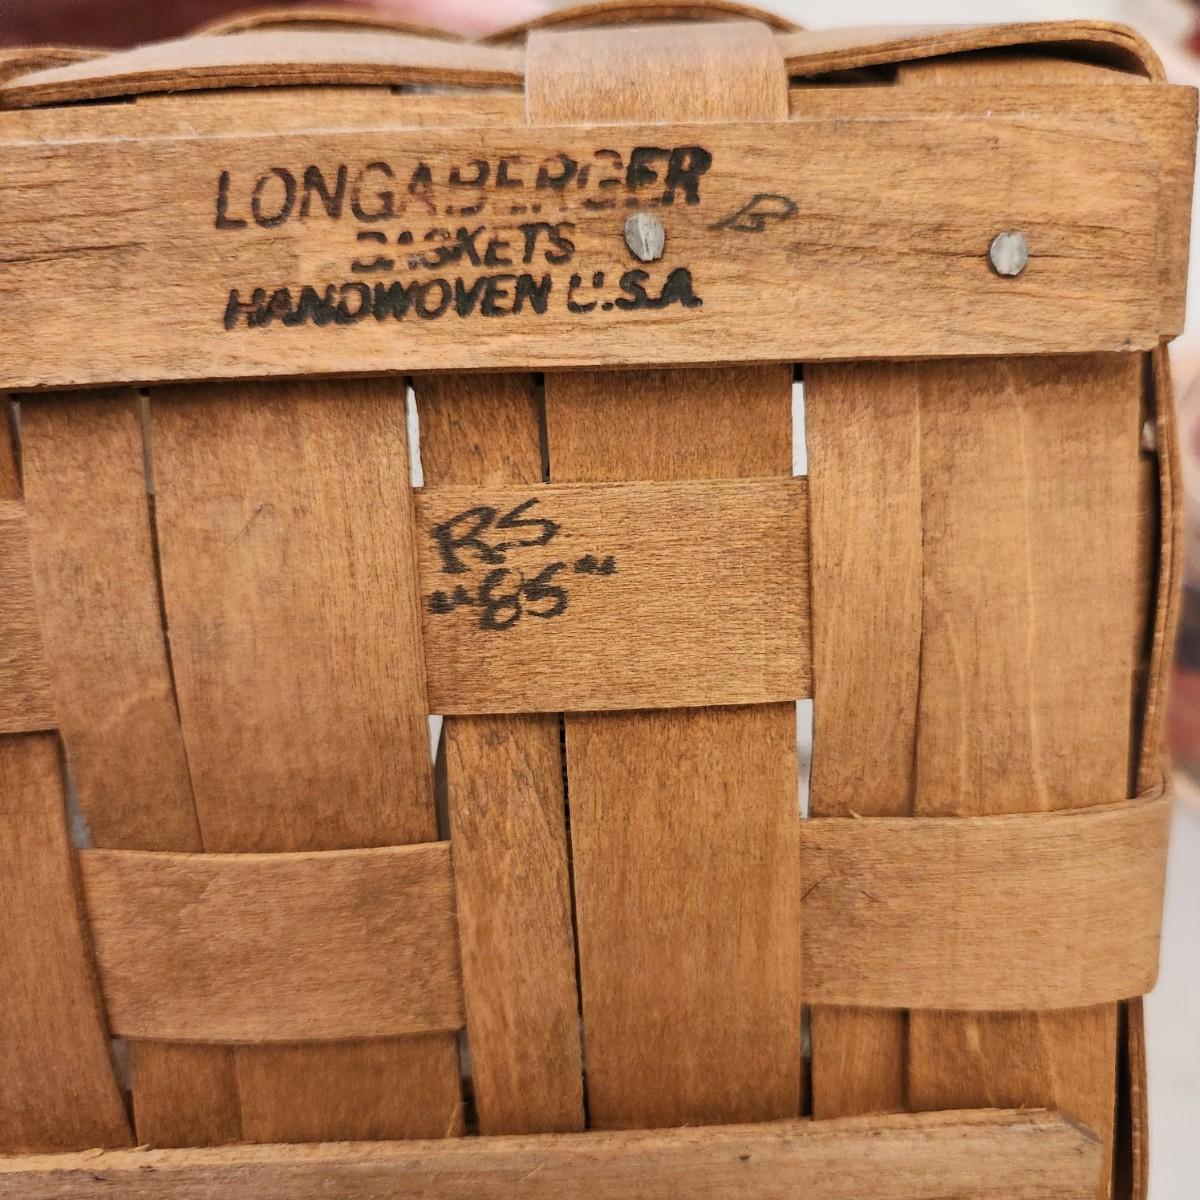 LONGABERGER
BASKETS
HANDWOVEN U.S.A.
RS
"85"